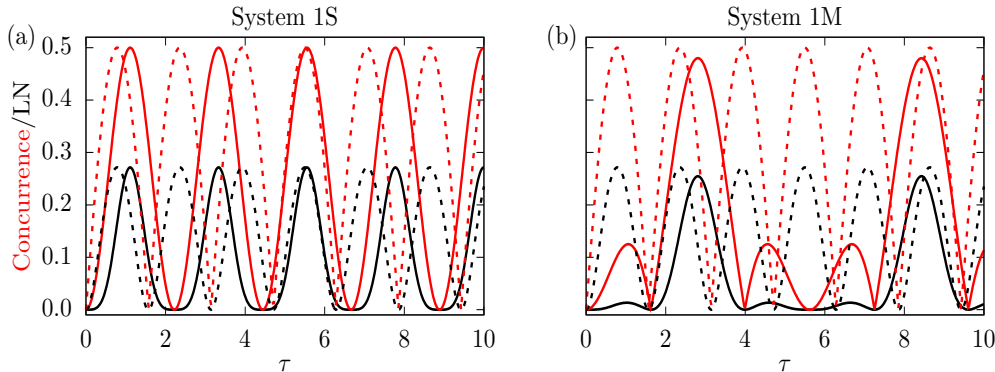 System 1S
System 1M
(a)
(b)
Concurrence/LN
0.5
0.4
0.3
0.2
0.1
0.0
0 2 4 6 8 10
0 2 4 6 8 10
τ
τ